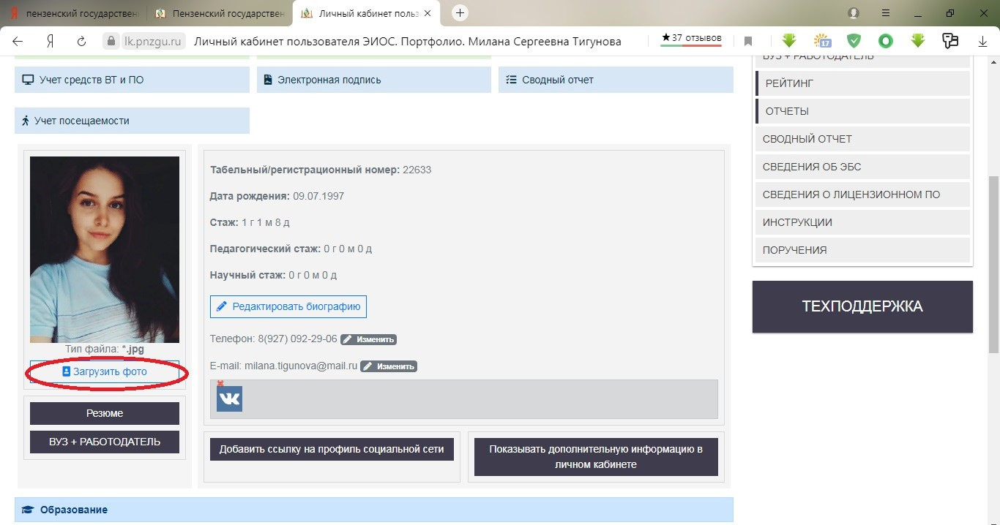 пензенский государственн
Пензенский государствен
Личный кабинет польз
lk.pnzgu.ru
Личный кабинет пользователя ЭИОС. Портфолио. Милана Сергеевна Тигунова
★37 отзывов
17
Учет средств ВТ и ПО
Электронная подпись
Сводный отчет
Учет посещаемости
Тип файла: *.jpg
Загрузить фото
Резюме
ВУЗ + РАБОТОДАТЕЛЬ
Табельный/регистрационный номер: 22633
Дата рождения: 09.07.1997
Стаж: 1 г 1 м 8 д
Педагогический стаж: 0 г 0 м 0 д
Научный стаж: 0 г 0 м 0 д
Редактировать биографию
Телефон: 8(927) 092-29-06 Изменить
E-mail: milana.tigunova@mail.ru Изменить
Добавить ссылку на профиль социальной сети
Показывать дополнительную информацию в
личном кабинете
Образование
ВУЗ + РАБОТОДАТЕЛЬ
РЕЙТИНГ
ОТЧЕТЫ
СВОДНЫЙ ОТЧЕТ
СВЕДЕНИЯ ОБ ЭБС
СВЕДЕНИЯ О ЛИЦЕНЗИОННОМ ПО
ИНСТРУКЦИИ
ПОРУЧЕНИЯ
ТЕХПОДДЕРЖКА